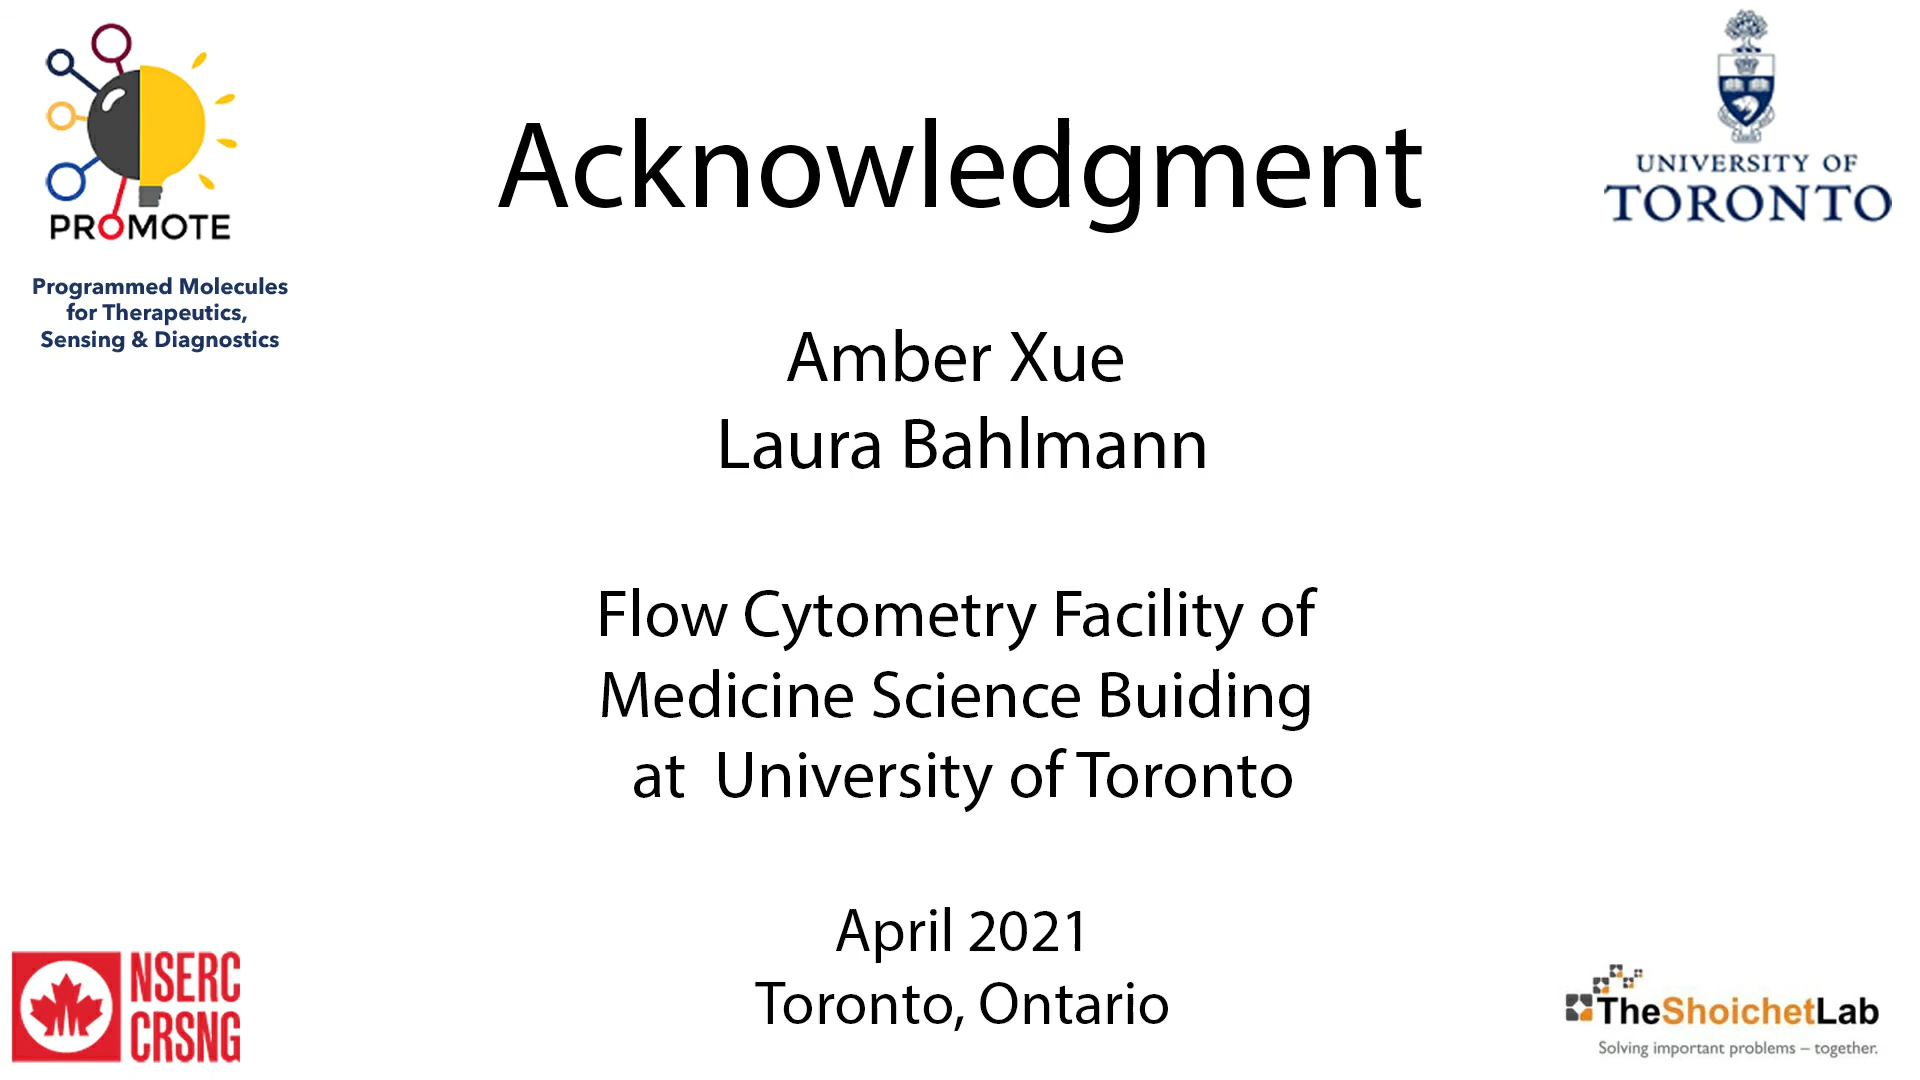 PROMOTE
Programmed Molecules
for Therapeutics,
Sensing & Diagnostics
UNIVERSITY OF
TORONTO
Acknowledgment
Amber Xue
Laura Bahlmann
Flow Cytometry Facility of
Medicine Science Buiding
at  University of Toronto
April 2021
Toronto, Ontario
NSERC
CRSNG
TheShoichetLab
Solving important problems – together.